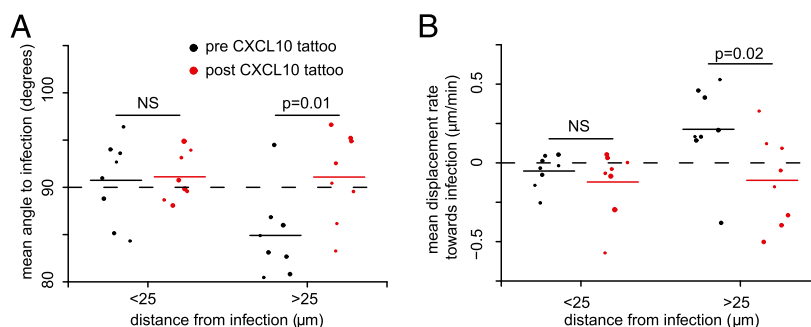 A
pre CXCL10 tattoo
post CXCL10 tattoo
mean angle to infection (degrees)
100
90
80
NS
p=0.01
<25
>25
distance from infection (µm)
B
mean displacement rate
towards infection (µm/min)
0.5
0
−0.5
NS
p=0.02
<25
>25
distance from infection (µm)